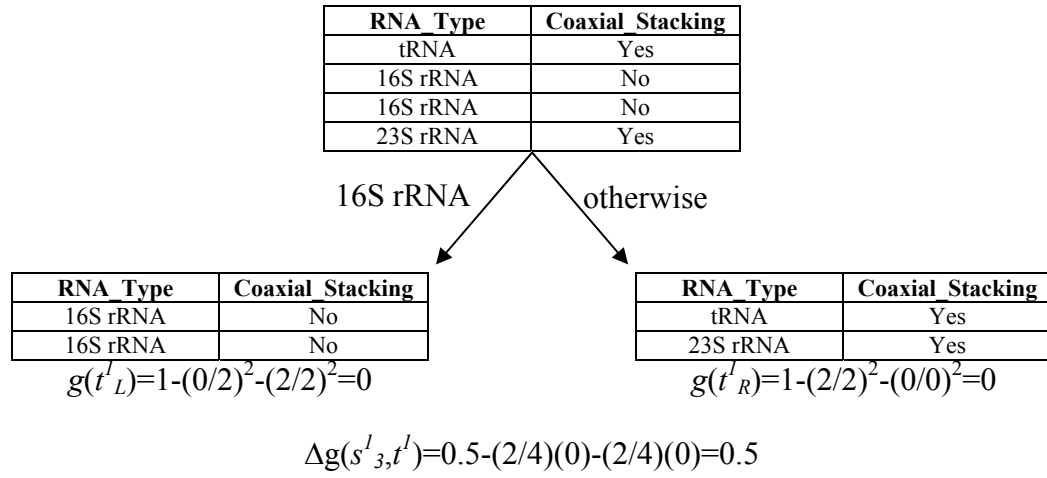 RNA_Type Coaxial_Stacking
tRNA Yes
16S rRNA No
16S rRNA No
23S rRNA Yes
16S rRNA otherwise
RNA_Type Coaxial_Stacking
16S rRNA No
16S rRNA No
g(t¹_L)=1-(0/2)²-(2/2)²=0
RNA_Type Coaxial_Stacking
tRNA Yes
23S rRNA Yes
g(t¹_R)=1-(2/2)²-(0/0)²=0
Δg(s¹₃,t¹)=0.5-(2/4)(0)-(2/4)(0)=0.5